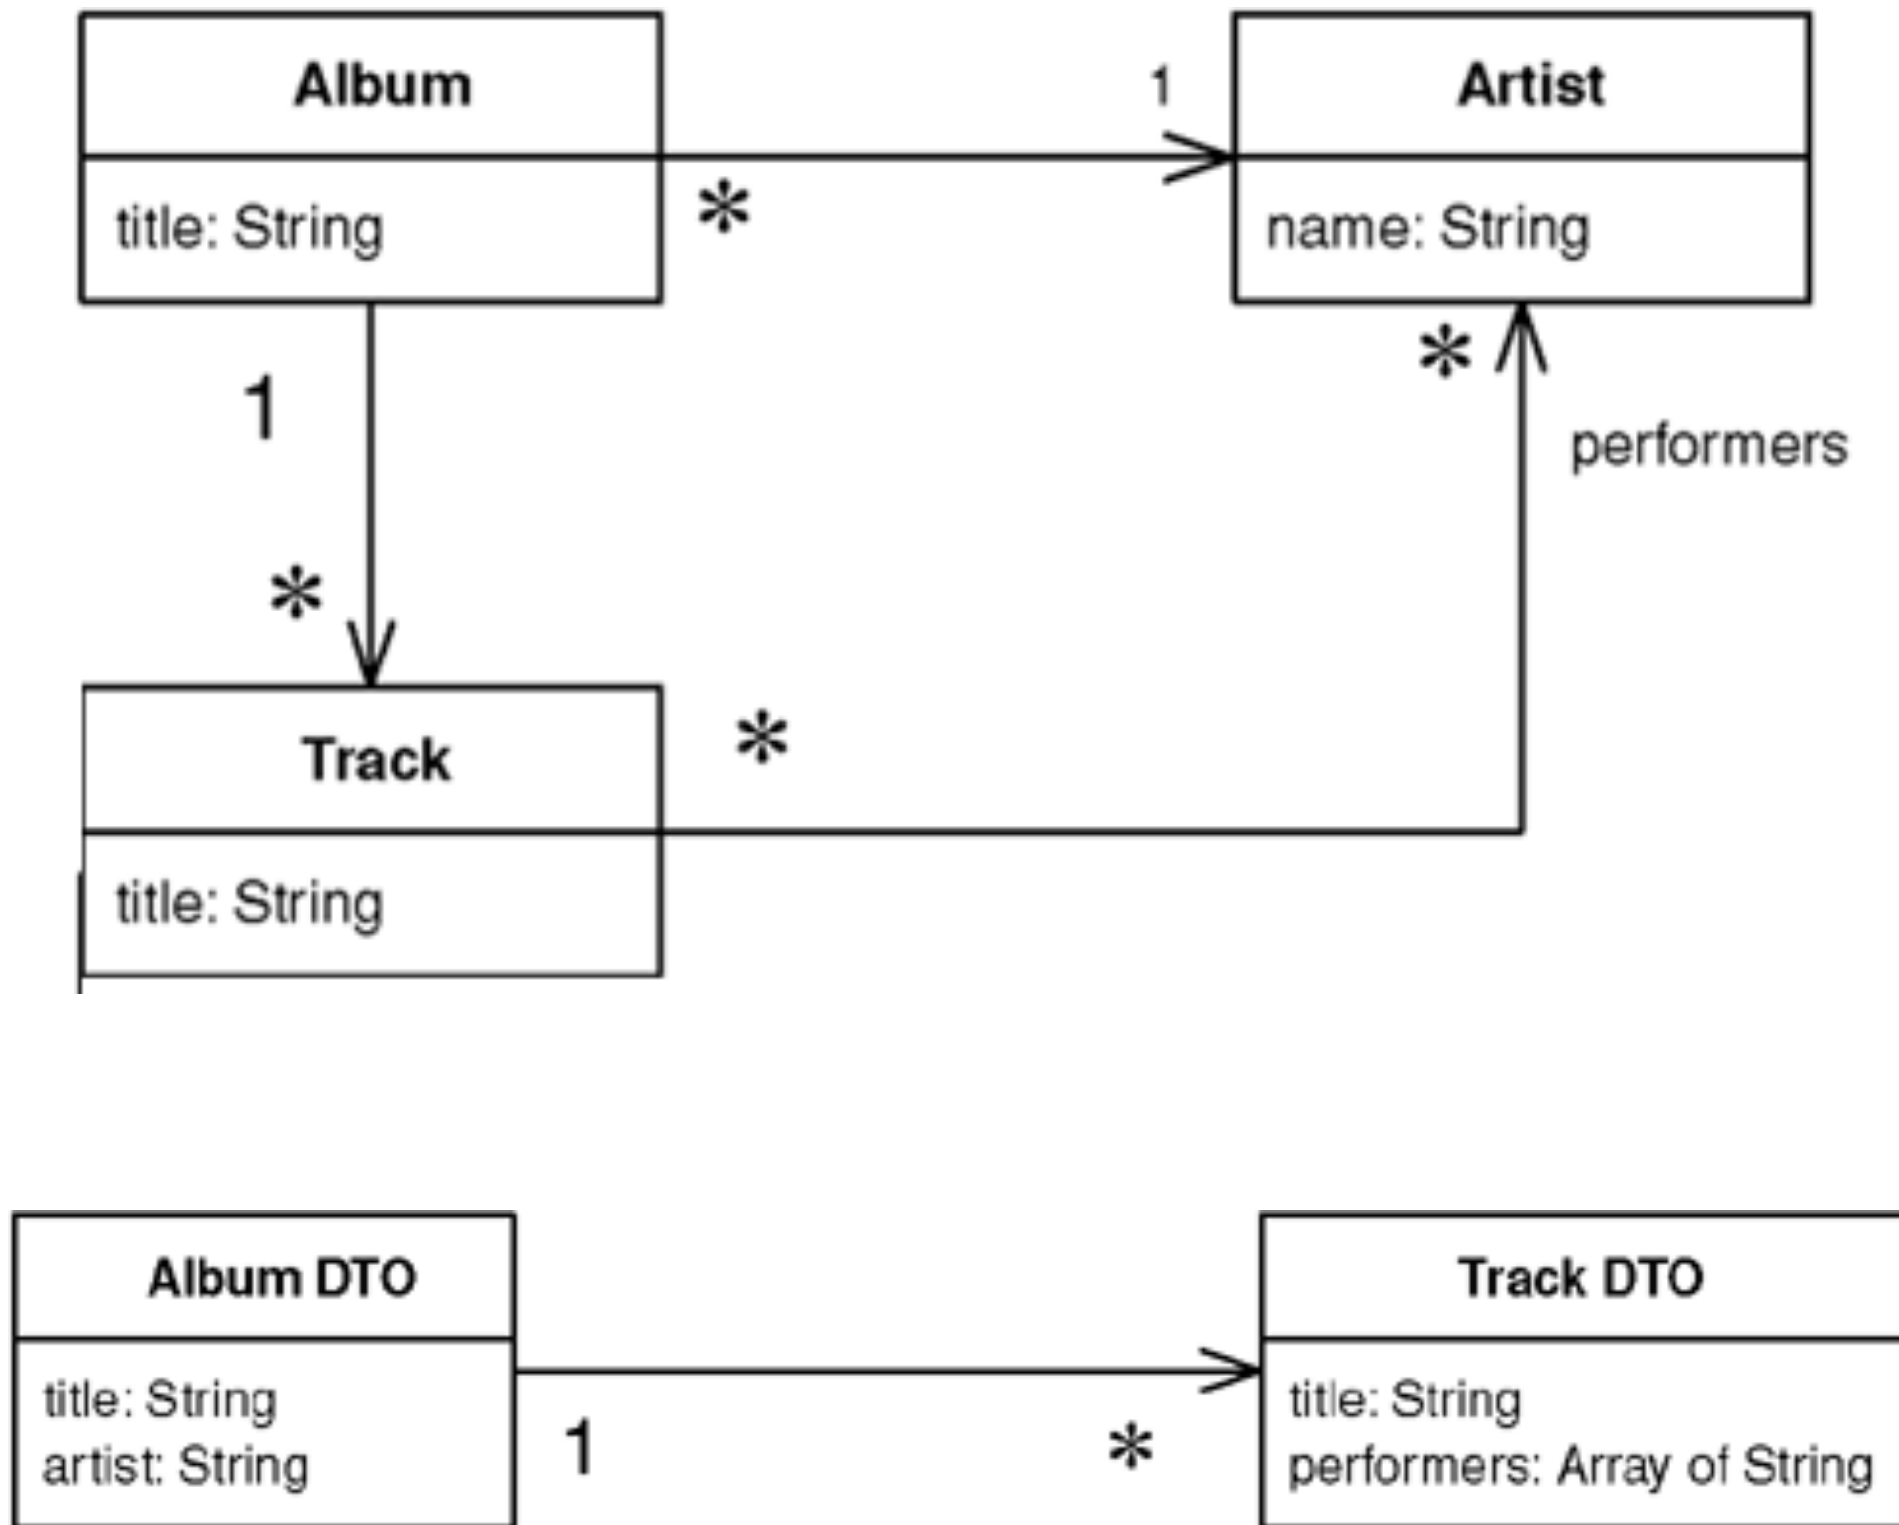 Album
1
Artist
title: String
*
name: String
*
1
performers
*
Track
*
title: String
Album DTO
Track DTO
title: String
artist: String
1
*
title: String
performers: Array of String